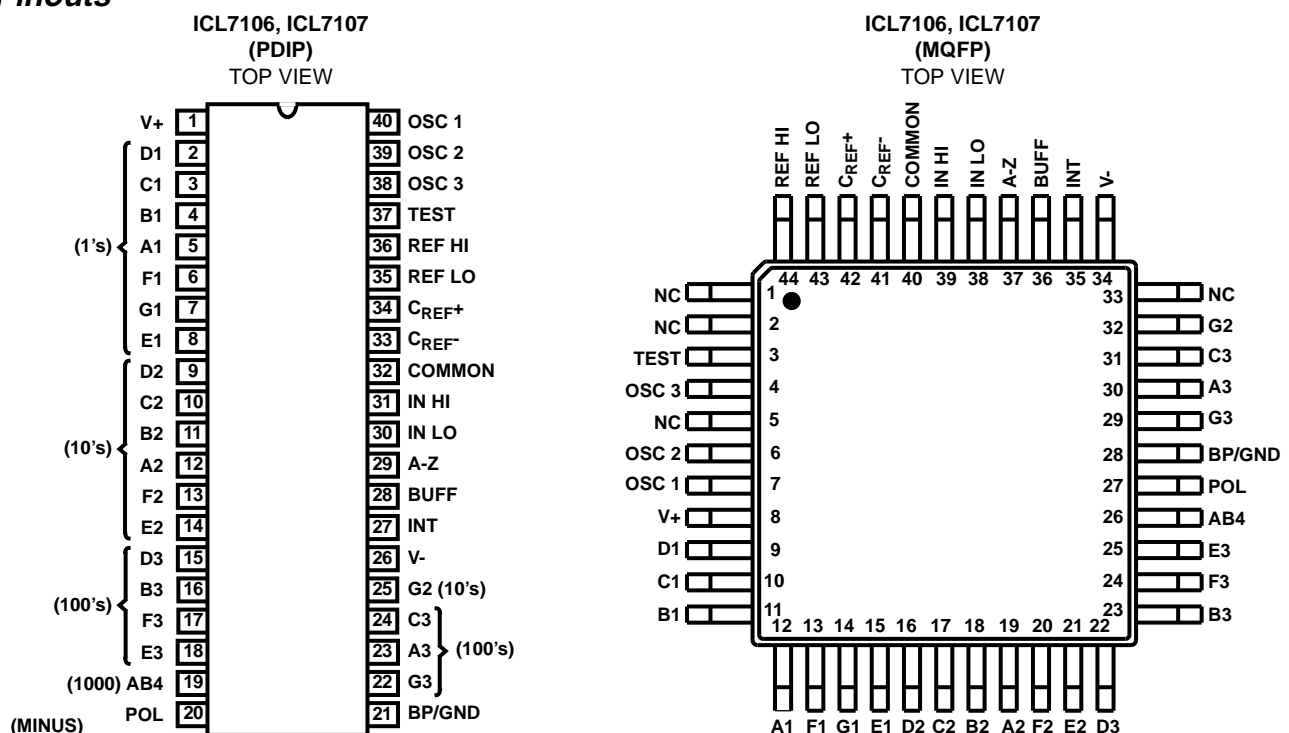 Pinouts
ICL7106, ICL7107
(PDIP)
TOP VIEW
V+ 1 40 OSC 1
D1 2 39 OSC 2
C1 3 38 OSC 3
B1 4 37 TEST
(1's) A1 5 36 REF HI
F1 6 35 REF LO
G1 7 34 CREF+
E1 8 33 CREF-
D2 9 32 COMMON
C2 10 31 IN HI
B2 11 30 IN LO
(10's) A2 12 29 A-Z
F2 13 28 BUFF
E2 14 27 INT
D3 15 26 V-
B3 16 25 G2 (10's)
(100's) F3 17 24 C3
E3 18 23 A3 (100's)
(1000) AB4 19 22 G3
(MINUS) POL 20 21 BP/GND
ICL7106, ICL7107
(MQFP)
TOP VIEW
REF HI REF LO CREF+ CREF- COMMON IN HI IN LO A-Z BUFF INT V-
44 43 42 41 40 39 38 37 36 35 34
NC 1 33 NC
NC 2 32 G2
TEST 3 31 C3
OSC 3 4 30 A3
NC 5 29 G3
OSC 2 6 28 BP/GND
OSC 1 7 27 POL
V+ 8 26 AB4
D1 9 25 E3
C1 10 24 F3
B1 11 23 B3
12 13 14 15 16 17 18 19 20 21 22
A1 F1 G1 E1 D2 C2 B2 A2 F2 E2 D3